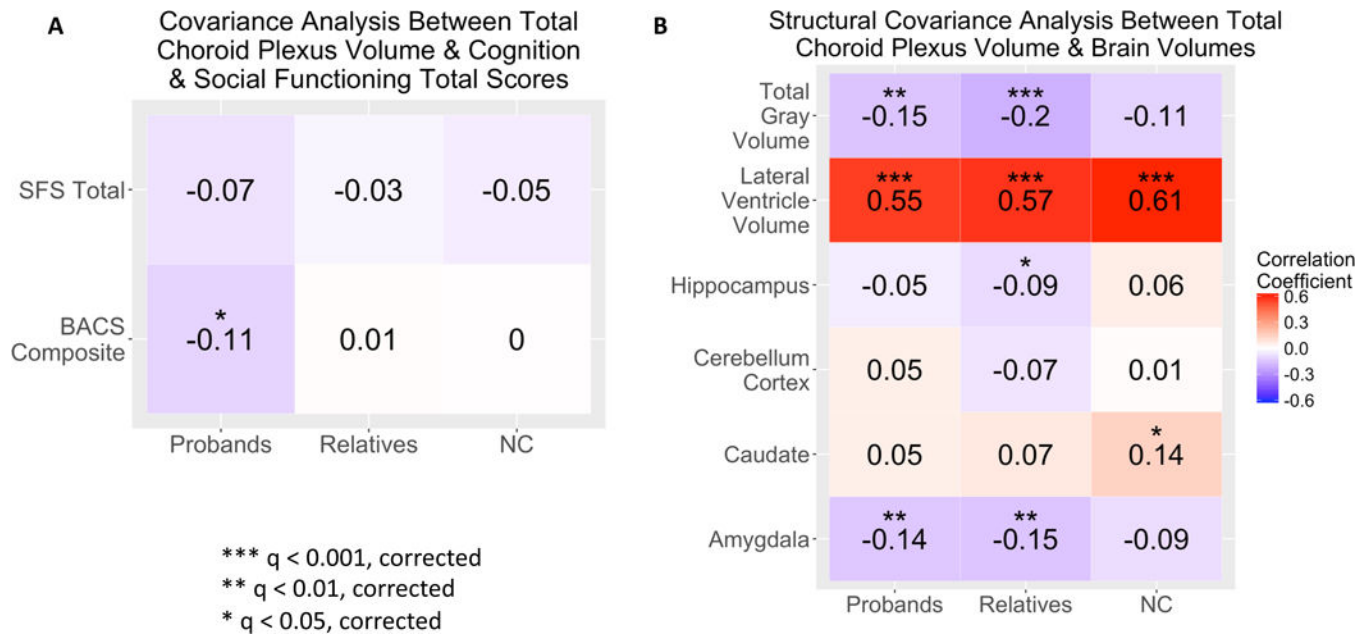 A
Covariance Analysis Between Total
Choroid Plexus Volume & Cognition
& Social Functioning Total Scores
SFS Total
-0.07
-0.03
-0.05
BACS
Composite
*
-0.11
0.01
0
Probands
Relatives
NC
*** q < 0.001, corrected
** q < 0.01, corrected
* q < 0.05, corrected
B
Structural Covariance Analysis Between Total
Choroid Plexus Volume & Brain Volumes
Total
Gray
Volume
**
-0.15
***
-0.2
-0.11
Lateral
Ventricle
Volume
***
0.55
***
0.57
***
0.61
Hippocampus
-0.05
*
-0.09
0.06
Cerebellum
Cortex
0.05
-0.07
0.01
Caudate
0.05
0.07
*
0.14
Amygdala
**
-0.14
**
-0.15
-0.09
Probands
Relatives
NC
Correlation
Coefficient
0.6
0.3
0.0
-0.3
-0.6